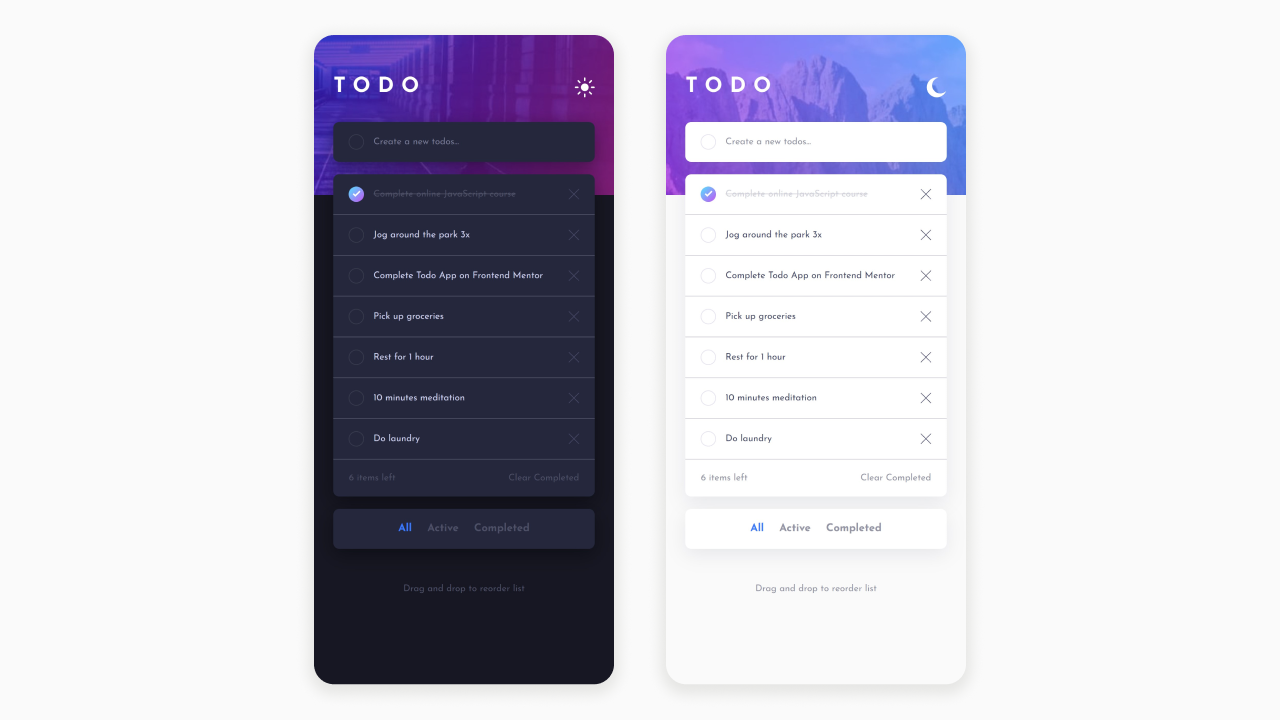 TODO
Create a new todos...
Complete online JavaScript course
Jog around the park 3x
Complete Todo App on Frontend Mentor
Pick up groceries
Rest for 1 hour
10 minutes meditation
Do laundry
6 items left
Clear Completed
All Active Completed
Drag and drop to reorder list
TODO
Create a new todos...
Complete online JavaScript course
Jog around the park 3x
Complete Todo App on Frontend Mentor
Pick up groceries
Rest for 1 hour
10 minutes meditation
Do laundry
6 items left
Clear Completed
All Active Completed
Drag and drop to reorder list